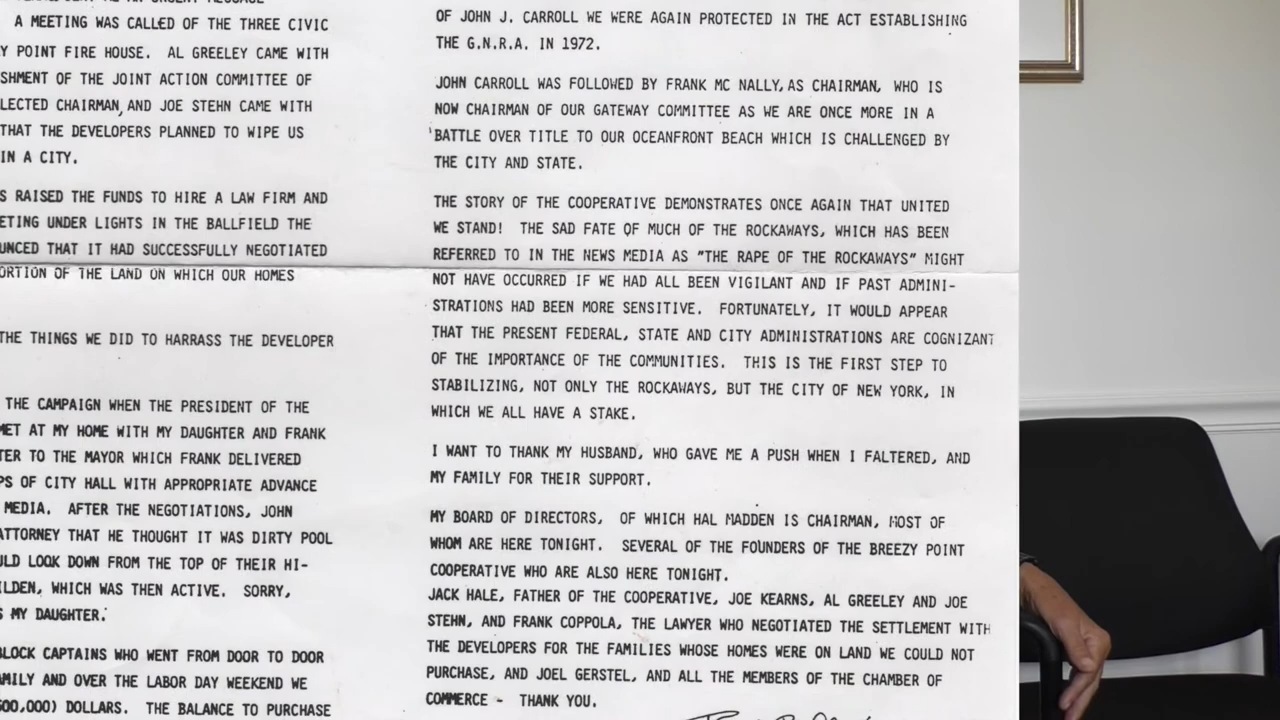 A MEETING WAS CALLED OF THE THREE CIVIC
Y POINT FIRE HOUSE. AL GREELEY CAME WITH
SHMENT OF THE JOINT ACTION COMMITTEE OF
LECTED CHAIRMAN, AND JOE STEHN CAME WITH
THAT THE DEVELOPERS PLANNED TO WIPE US
IN A CITY.
S RAISED THE FUNDS TO HIRE A LAW FIRM AND
ETING UNDER LIGHTS IN THE BALLFIELD THE
UNCED THAT IT HAD SUCCESSFULLY NEGOTIATED
ORTION OF THE LAND ON WHICH OUR HOMES
THE THINGS WE DID TO HARRASS THE DEVELOPER
THE CAMPAIGN WHEN THE PRESIDENT OF THE
MET AT MY HOME WITH MY DAUGHTER AND FRANK
TER TO THE MAYOR WHICH FRANK DELIVERED
PS OF CITY HALL WITH APPROPRIATE ADVANCE
MEDIA. AFTER THE NEGOTIATIONS, JOHN
ATTORNEY THAT HE THOUGHT IT WAS DIRTY POOL
ULD LOOK DOWN FROM THE TOP OF THEIR HI-
ILDEN, WHICH WAS THEN ACTIVE. SORRY,
S MY DAUGHTER.
BLOCK CAPTAINS WHO WENT FROM DOOR TO DOOR
AMILY AND OVER THE LABOR DAY WEEKEND WE
500,000) DOLLARS. THE BALANCE TO PURCHASE
OF JOHN J. CARROLL WE WERE AGAIN PROTECTED IN THE ACT ESTABLISHING
THE G.N.R.A. IN 1972.
JOHN CARROLL WAS FOLLOWED BY FRANK MC NALLY, AS CHAIRMAN, WHO IS
NOW CHAIRMAN OF OUR GATEWAY COMMITTEE AS WE ARE ONCE MORE IN A
BATTLE OVER TITLE TO OUR OCEANFRONT BEACH WHICH IS CHALLENGED BY
THE CITY AND STATE.
THE STORY OF THE COOPERATIVE DEMONSTRATES ONCE AGAIN THAT UNITED
WE STAND! THE SAD FATE OF MUCH OF THE ROCKAWAYS, WHICH HAS BEEN
REFERRED TO IN THE NEWS MEDIA AS "THE RAPE OF THE ROCKAWAYS" MIGHT
NOT HAVE OCCURRED IF WE HAD ALL BEEN VIGILANT AND IF PAST ADMINI-
STRATIONS HAD BEEN MORE SENSITIVE. FORTUNATELY, IT WOULD APPEAR
THAT THE PRESENT FEDERAL, STATE AND CITY ADMINISTRATIONS ARE COGNIZANT
OF THE IMPORTANCE OF THE COMMUNITIES. THIS IS THE FIRST STEP TO
STABILIZING, NOT ONLY THE ROCKAWAYS, BUT THE CITY OF NEW YORK, IN
WHICH WE ALL HAVE A STAKE.
I WANT TO THANK MY HUSBAND, WHO GAVE ME A PUSH WHEN I FALTERED, AND
MY FAMILY FOR THEIR SUPPORT.
MY BOARD OF DIRECTORS, OF WHICH HAL MADDEN IS CHAIRMAN, MOST OF
WHOM ARE HERE TONIGHT. SEVERAL OF THE FOUNDERS OF THE BREEZY POINT
COOPERATIVE WHO ARE ALSO HERE TONIGHT.
JACK HALE, FATHER OF THE COOPERATIVE, JOE KEARNS, AL GREELEY AND JOE
STEHN, AND FRANK COPPOLA, THE LAWYER WHO NEGOTIATED THE SETTLEMENT WITH
THE DEVELOPERS FOR THE FAMILIES WHOSE HOMES WERE ON LAND WE COULD NOT
PURCHASE, AND JOEL GERSTEL, AND ALL THE MEMBERS OF THE CHAMBER OF
COMMERCE - THANK YOU.